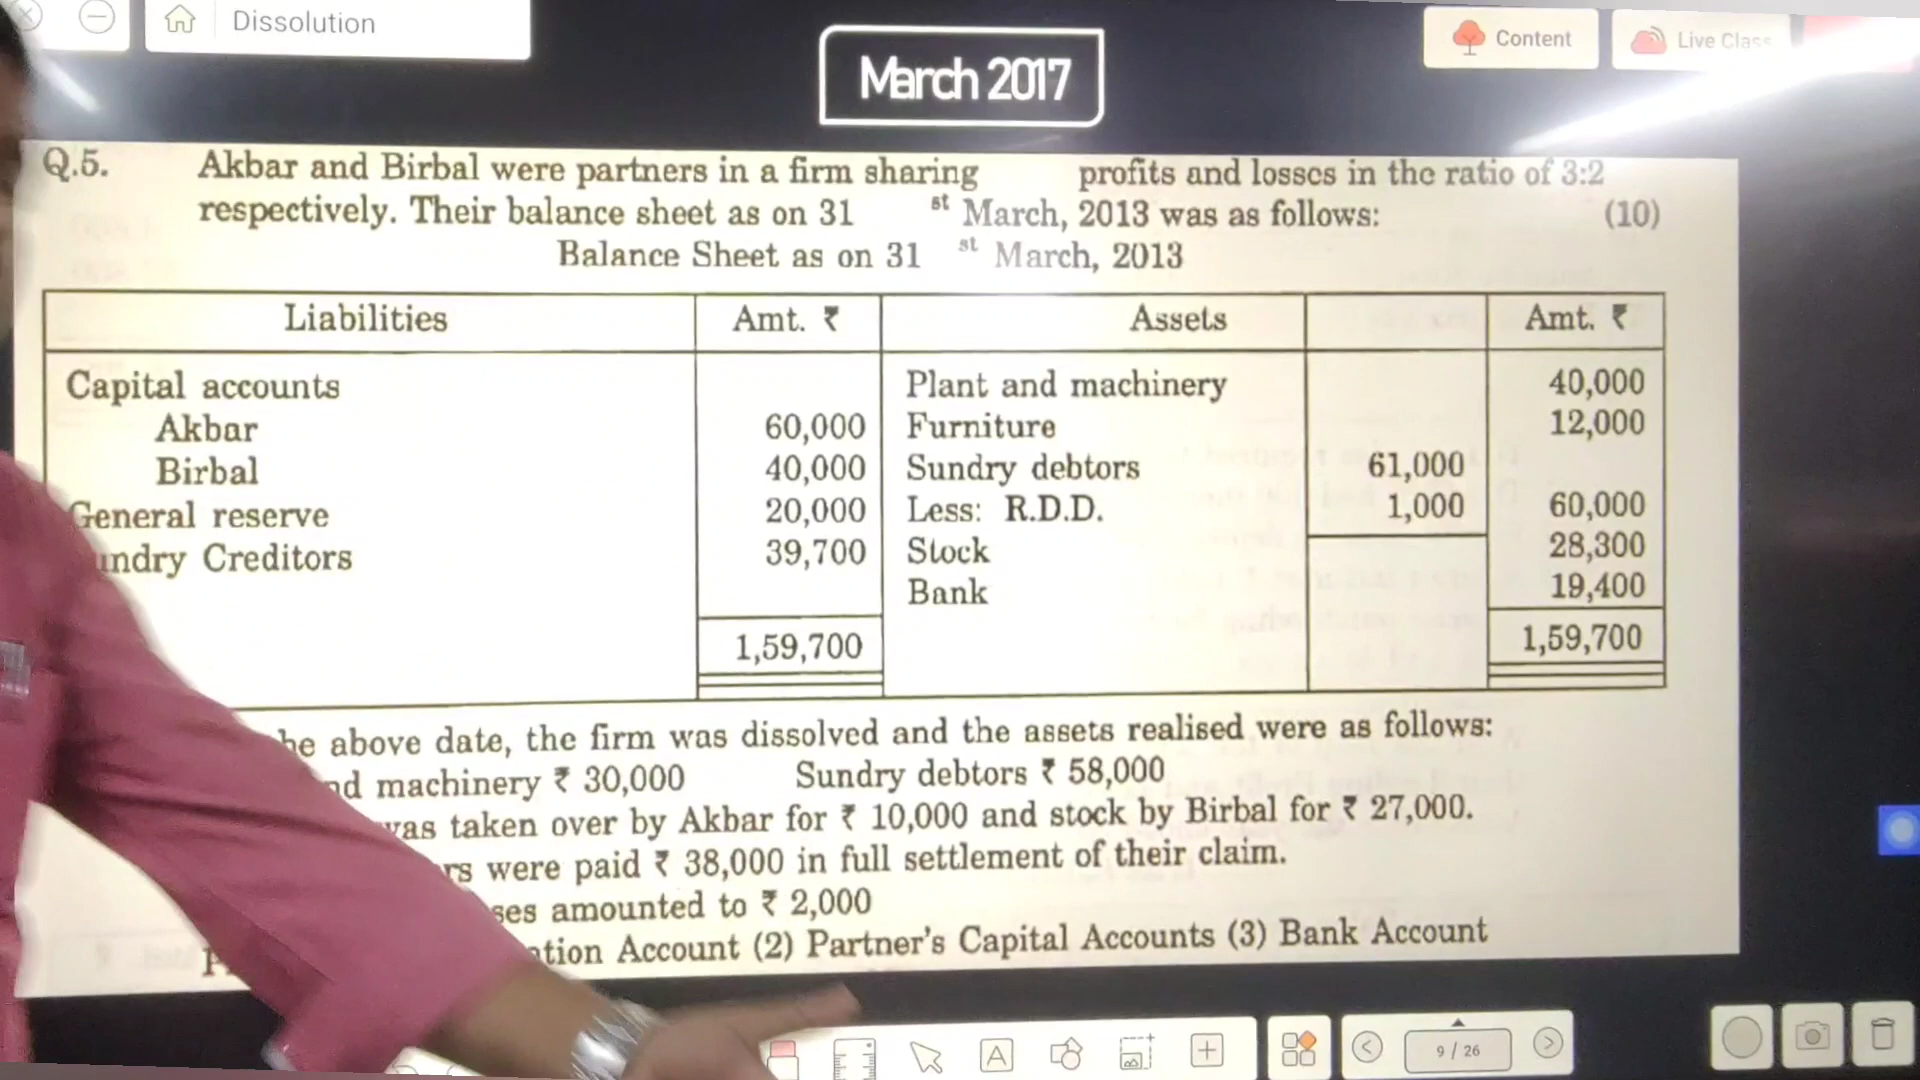 Dissolution
March 2017
Content
Live Class
Q.5. Akbar and Birbal were partners in a firm sharing profits and losses in the ratio of 3:2
respectively. Their balance sheet as on 31 st March, 2013 was as follows: (10)
Balance Sheet as on 31 st March, 2013
Liabilities Amt. ₹ Assets Amt. ₹
Capital accounts Plant and machinery 40,000
Akbar 60,000 Furniture 12,000
Birbal 40,000 Sundry debtors 61,000
General reserve 20,000 Less: R.D.D. 1,000 60,000
undry Creditors 39,700 Stock 28,300
Bank 19,400
1,59,700 1,59,700
he above date, the firm was dissolved and the assets realised were as follows:
nd machinery ₹ 30,000 Sundry debtors ₹ 58,000
was taken over by Akbar for ₹ 10,000 and stock by Birbal for ₹ 27,000.
rs were paid ₹ 38,000 in full settlement of their claim.
ses amounted to ₹ 2,000
ation Account (2) Partner's Capital Accounts (3) Bank Account
A
9 / 26